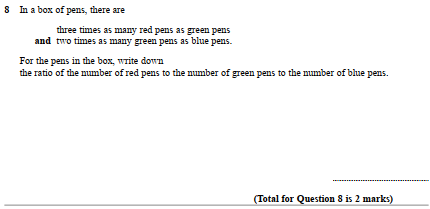 8 In a box of pens, there are
three times as many red pens as green pens
and two times as many green pens as blue pens.
For the pens in the box, write down
the ratio of the number of red pens to the number of green pens to the number of blue pens.
(Total for Question 8 is 2 marks)